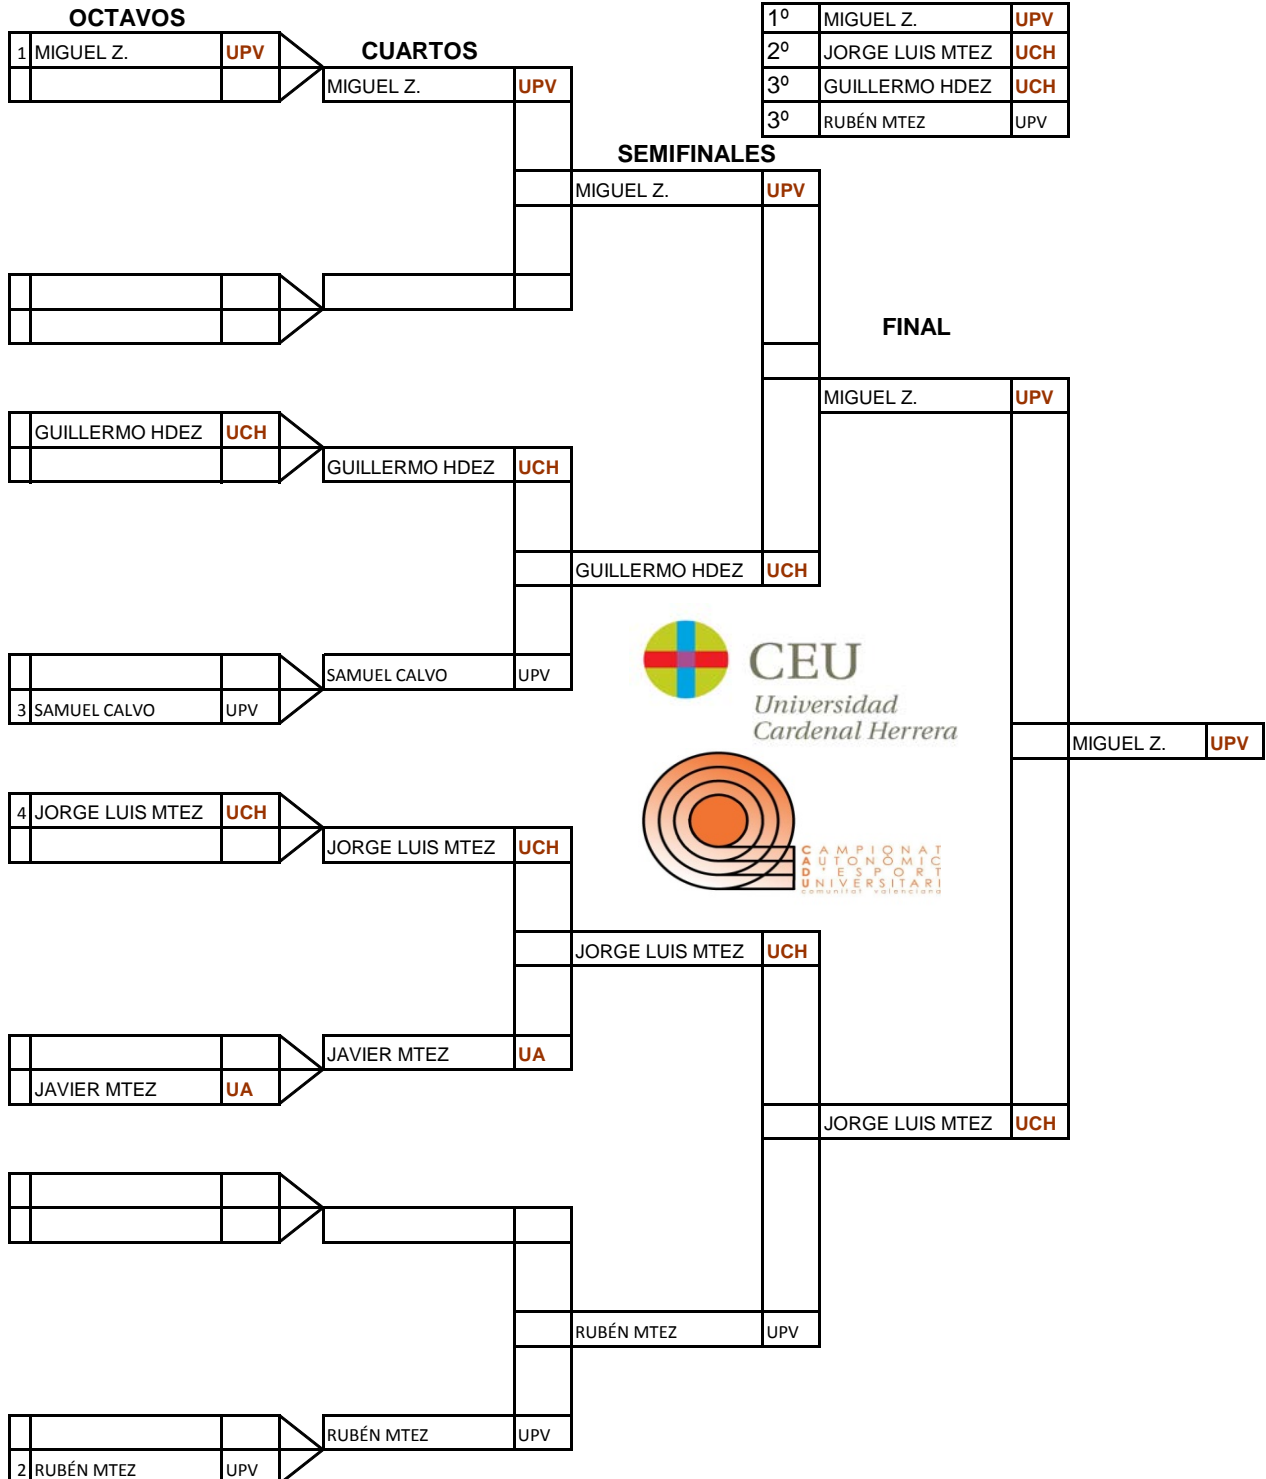 OCTAVOS
1º MIGUEL Z. UPV
1 MIGUEL Z. UPV
CUARTOS
2º JORGE LUIS MTEZ UCH
MIGUEL Z. UPV
3º GUILLERMO HDEZ UCH
3º RUBÉN MTEZ UPV
SEMIFINALES
MIGUEL Z. UPV
FINAL
MIGUEL Z. UPV
GUILLERMO HDEZ UCH
GUILLERMO HDEZ UCH
GUILLERMO HDEZ UCH
CEU
Universidad
Cardenal Herrera
SAMUEL CALVO UPV
3 SAMUEL CALVO UPV
MIGUEL Z. UPV
4 JORGE LUIS MTEZ UCH
JORGE LUIS MTEZ UCH
CAMPIONAT
AUTONÒMIC
D'ESPORT
UNIVERSITARI
comunitat valenciana
JORGE LUIS MTEZ UCH
JAVIER MTEZ UA
JAVIER MTEZ UA
JORGE LUIS MTEZ UCH
RUBÉN MTEZ UPV
RUBÉN MTEZ UPV
2 RUBÉN MTEZ UPV